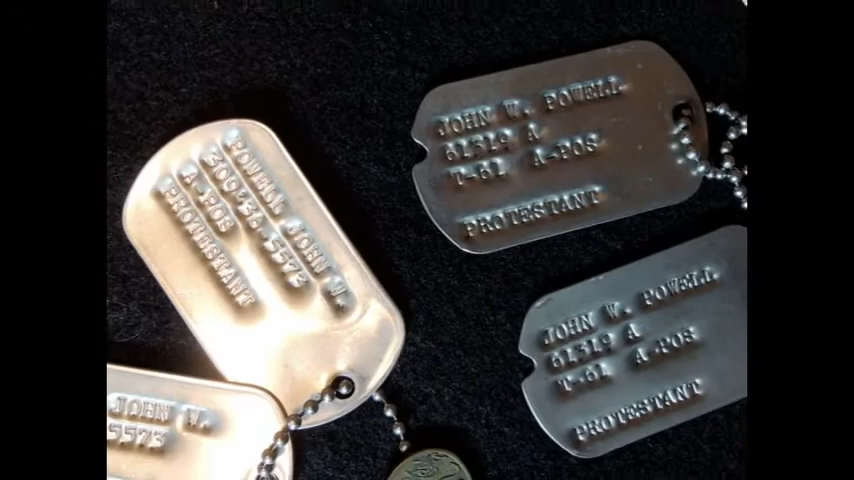 JOHN W. POWELL
61319 A
T-61 A-POS
PROTESTANT
POWELL, JOHN W.
309.36.5573
A-POS
PROTESTANT
JOHN W. POWELL
61319 A
T-61 A-POS
PROTESTANT
JOHN W.
5573